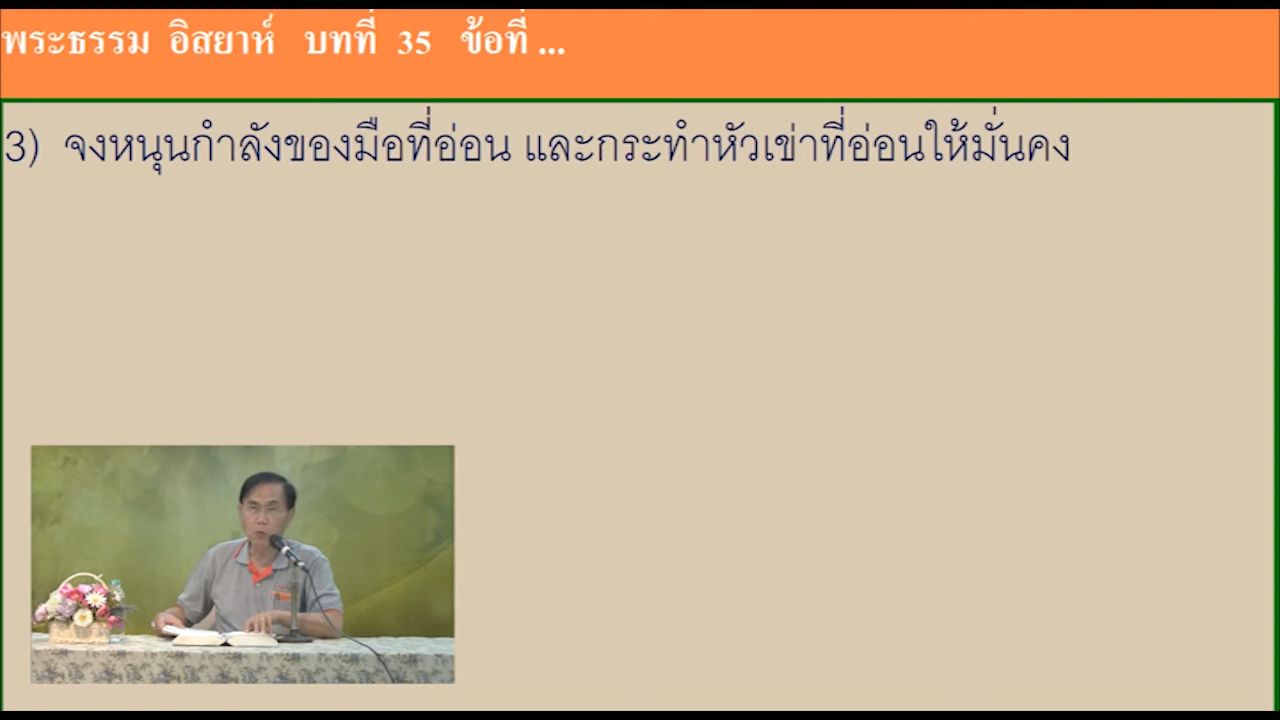 พระธรรม อิสยาห์ บทที่ 35 ข้อที่ ...
3) จงหนุนกำลังของมือที่อ่อน และกระทำหัวเข่าที่อ่อนให้มั่นคง